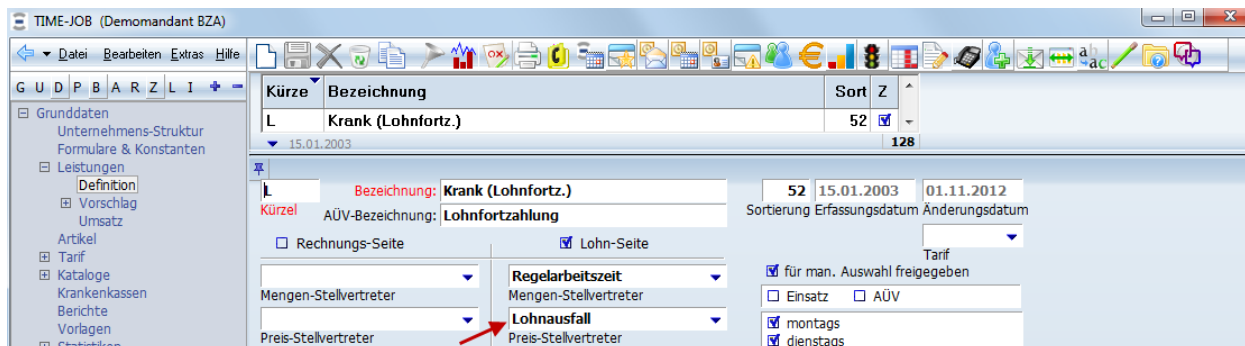 TIME-JOB (Demomandant BZA)
Datei Bearbeiten Extras Hilfe
G U D P B A R Z L I + -
Grunddaten
Unternehmens-Struktur
Formulare & Konstanten
Leistungen
Definition
Vorschlag
Umsatz
Artikel
Tarif
Kataloge
Krankenkassen
Berichte
Vorlagen
Statistiken
Kürze Bezeichnung Sort Z
L Krank (Lohnfortz.) 52
15.01.2003 128
L Bezeichnung: Krank (Lohnfortz.) 52 15.01.2003 01.11.2012
Kürzel AÜV-Bezeichnung: Lohnfortzahlung Sortierung Erfassungsdatum Änderungsdatum
Rechnungs-Seite Lohn-Seite
Tarif
Regelarbeitszeit für man. Auswahl freigegeben
Mengen-Stellvertreter Mengen-Stellvertreter
Einsatz AÜV
Lohnausfall montags
Preis-Stellvertreter Preis-Stellvertreter dienstags